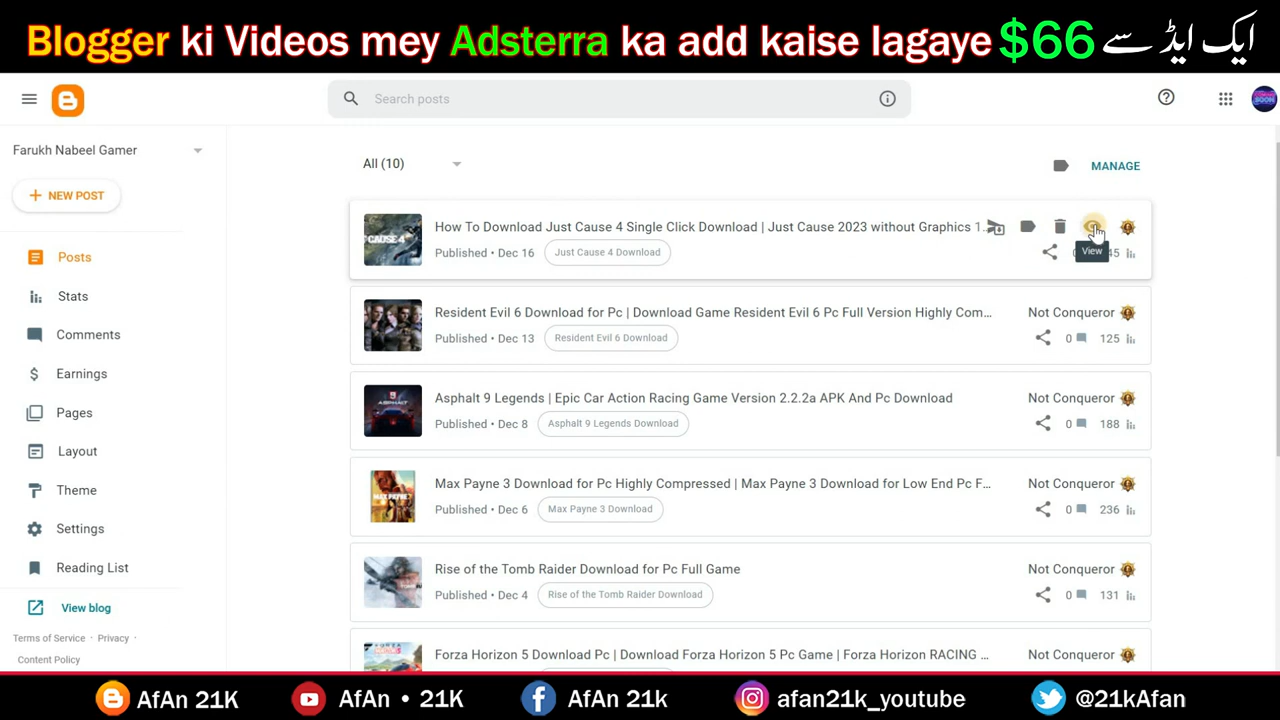 Blogger ki Videos mey Adsterra ka add kaise lagaye $66 ایک ایڈ سے
Search posts
Farukh Nabeel Gamer
All (10)
MANAGE
NEW POST
How To Download Just Cause 4 Single Click Download | Just Cause 2023 without Graphics 1...
Published • Dec 16 Just Cause 4 Download
View
Posts
Stats
Comments
Earnings
Pages
Layout
Theme
Settings
Reading List
View blog
Terms of Service · Privacy ·
Content Policy
Resident Evil 6 Download for Pc | Download Game Resident Evil 6 Pc Full Version Highly Com... Not Conqueror
Published • Dec 13 Resident Evil 6 Download 0 125
Asphalt 9 Legends | Epic Car Action Racing Game Version 2.2.2a APK And Pc Download Not Conqueror
Published • Dec 8 Asphalt 9 Legends Download 0 188
Max Payne 3 Download for Pc Highly Compressed | Max Payne 3 Download for Low End Pc F... Not Conqueror
Published • Dec 6 Max Payne 3 Download 0 236
Rise of the Tomb Raider Download for Pc Full Game Not Conqueror
Published • Dec 4 Rise of the Tomb Raider Download 0 131
Forza Horizon 5 Download Pc | Download Forza Horizon 5 Pc Game | Forza Horizon RACING ... Not Conqueror
AfAn 21K AfAn • 21K AfAn 21k afan21k_youtube @21kAfan